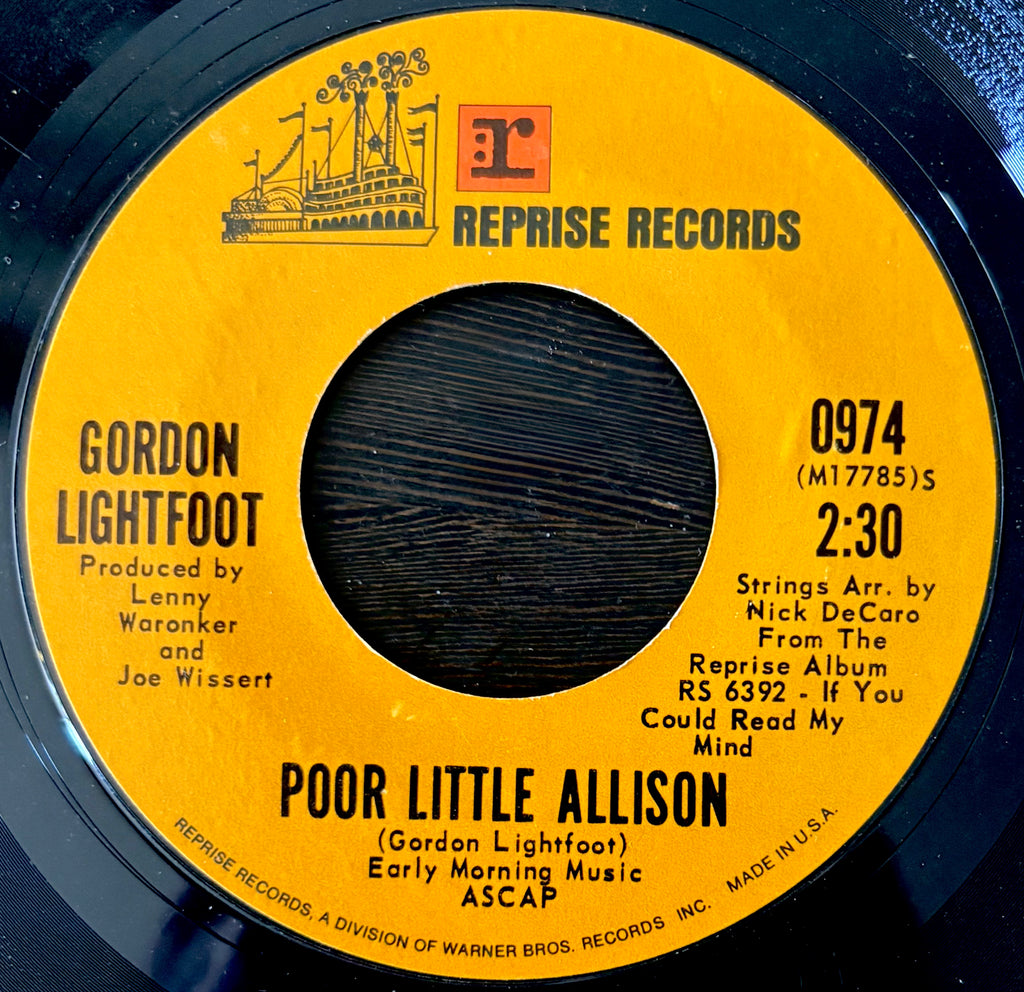 r:
REPRISE RECORDS
GORDON
LIGHTFOOT
Produced by
Lenny
Waronker
and
Joe Wissert
0974
(M17785)S
2:30
Strings Arr. by
Nick DeCaro
From The
Reprise Album
RS 6392 - If You
Could Read My
Mind
POOR LITTLE ALLISON
(Gordon Lightfoot)
Early Morning Music
ASCAP
REPRISE RECORDS, A DIVISION OF WARNER BROS. RECORDS INC. MADE IN U.S.A.